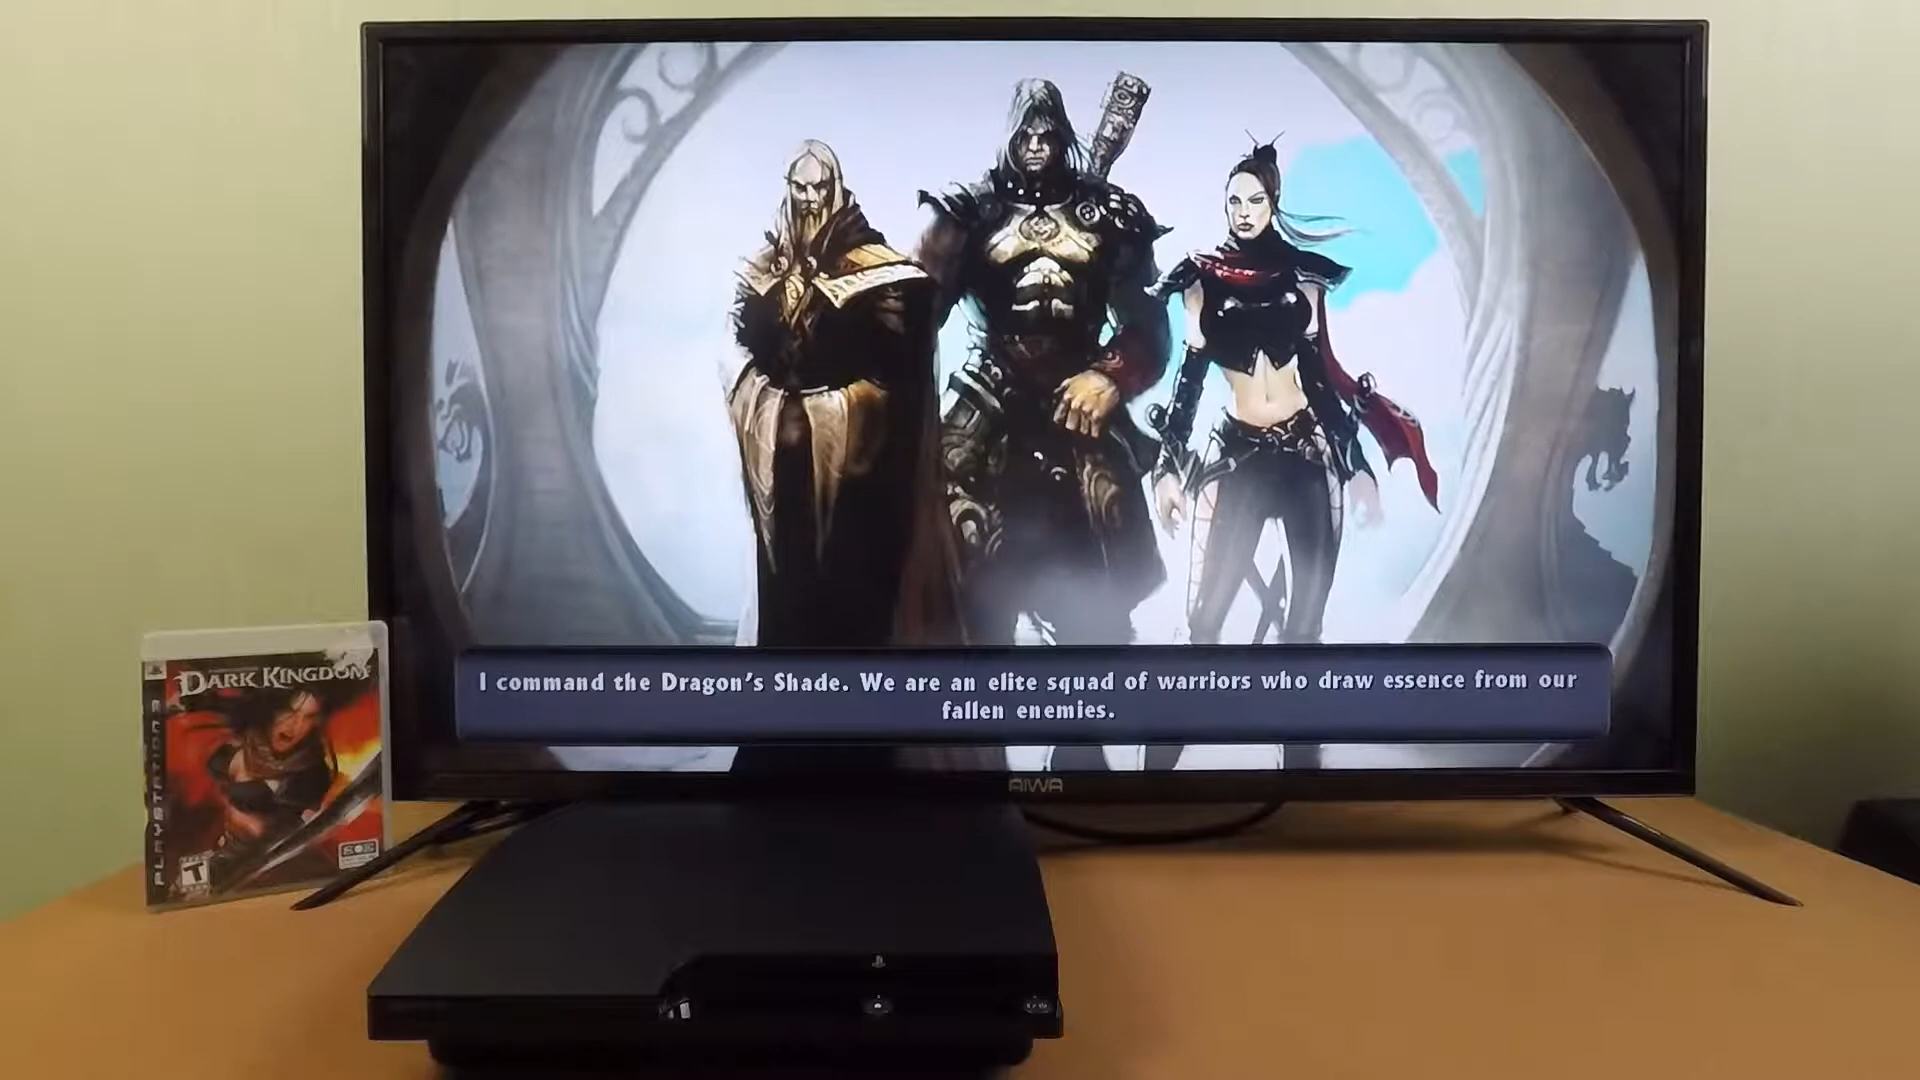 I command the Dragon's Shade. We are an elite squad of warriors who draw essence from our
fallen enemies.
AIWA
DARK KINGDOM
PLAYSTATION 3
T